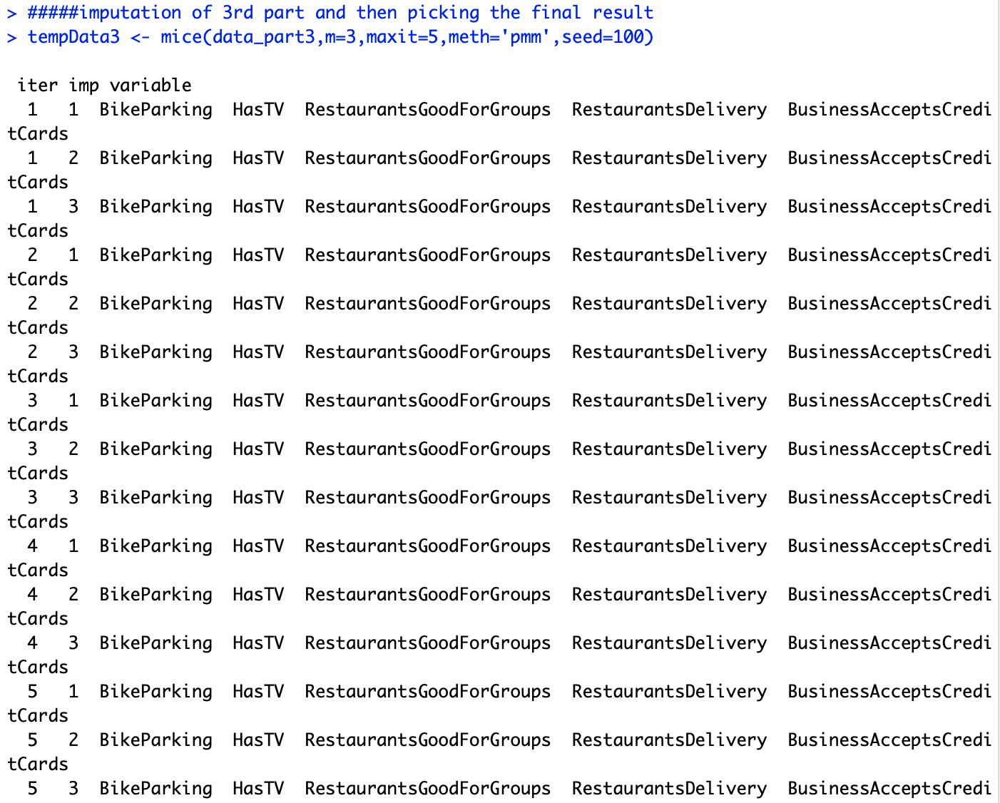 > #####imputation of 3rd part and then picking the final result
> tempData3 <- mice(data_part3,m=3,maxit=5,meth='pmm',seed=100)
iter imp variable
1 1 BikeParking HasTV RestaurantsGoodForGroups RestaurantsDelivery BusinessAcceptsCredi
tCards
1 2 BikeParking HasTV RestaurantsGoodForGroups RestaurantsDelivery BusinessAcceptsCredi
tCards
1 3 BikeParking HasTV RestaurantsGoodForGroups RestaurantsDelivery BusinessAcceptsCredi
tCards
2 1 BikeParking HasTV RestaurantsGoodForGroups RestaurantsDelivery BusinessAcceptsCredi
tCards
2 2 BikeParking HasTV RestaurantsGoodForGroups RestaurantsDelivery BusinessAcceptsCredi
tCards
2 3 BikeParking HasTV RestaurantsGoodForGroups RestaurantsDelivery BusinessAcceptsCredi
tCards
3 1 BikeParking HasTV RestaurantsGoodForGroups RestaurantsDelivery BusinessAcceptsCredi
tCards
3 2 BikeParking HasTV RestaurantsGoodForGroups RestaurantsDelivery BusinessAcceptsCredi
tCards
3 3 BikeParking HasTV RestaurantsGoodForGroups RestaurantsDelivery BusinessAcceptsCredi
tCards
4 1 BikeParking HasTV RestaurantsGoodForGroups RestaurantsDelivery BusinessAcceptsCredi
tCards
4 2 BikeParking HasTV RestaurantsGoodForGroups RestaurantsDelivery BusinessAcceptsCredi
tCards
4 3 BikeParking HasTV RestaurantsGoodForGroups RestaurantsDelivery BusinessAcceptsCredi
tCards
5 1 BikeParking HasTV RestaurantsGoodForGroups RestaurantsDelivery BusinessAcceptsCredi
tCards
5 2 BikeParking HasTV RestaurantsGoodForGroups RestaurantsDelivery BusinessAcceptsCredi
tCards
5 3 BikeParking HasTV RestaurantsGoodForGroups RestaurantsDelivery BusinessAcceptsCredi